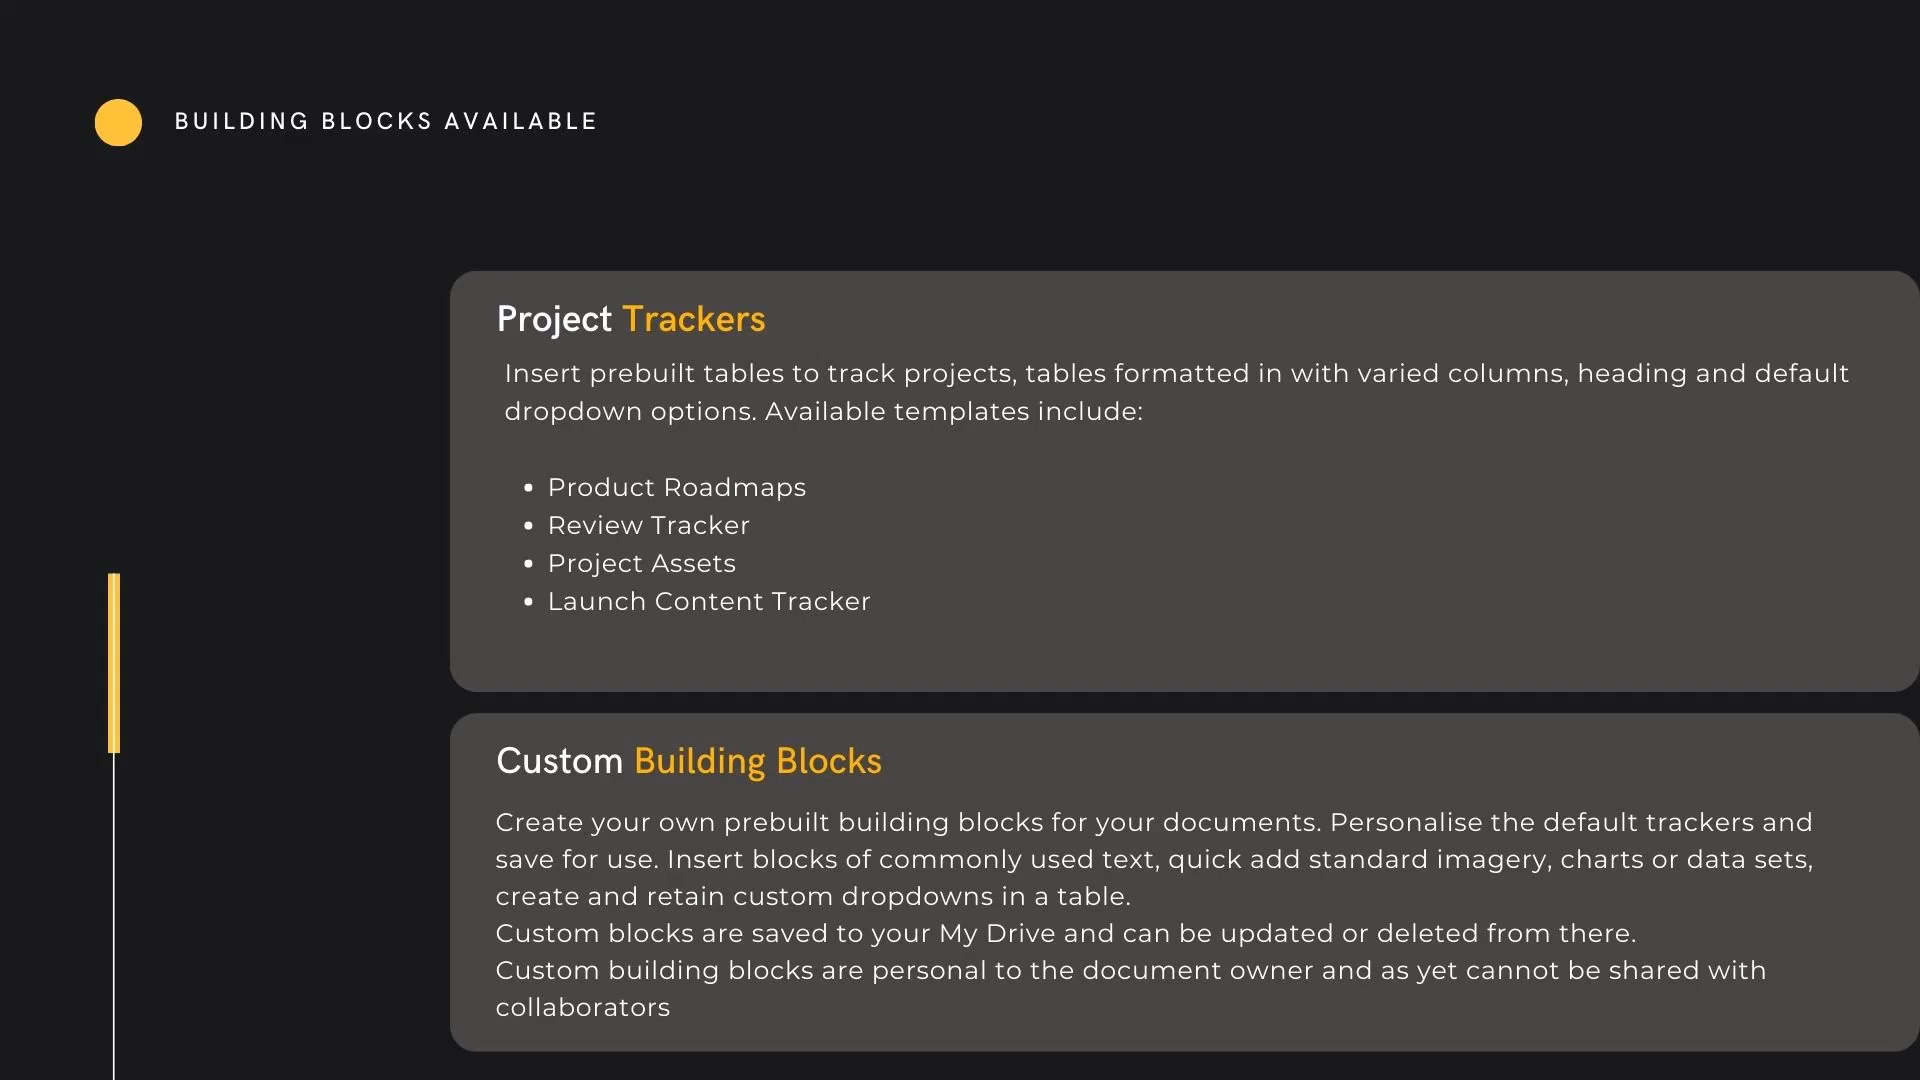 BUILDING BLOCKS AVAILABLE
Project Trackers
Insert prebuilt tables to track projects, tables formatted in with varied columns, heading and default
dropdown options. Available templates include:
• Product Roadmaps
• Review Tracker
• Project Assets
• Launch Content Tracker
Custom Building Blocks
Create your own prebuilt building blocks for your documents. Personalise the default trackers and
save for use. Insert blocks of commonly used text, quick add standard imagery, charts or data sets,
create and retain custom dropdowns in a table.
Custom blocks are saved to your My Drive and can be updated or deleted from there.
Custom building blocks are personal to the document owner and as yet cannot be shared with
collaborators